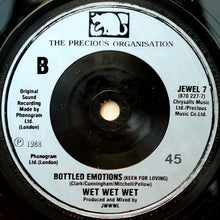 THE PRECIOUS ORGANISATION
B
JEWEL 7
(870 227-7)
Chrysalis Music
Ltd./
Precious
Music Co.Ltd.
Original
Sound
Recording
Made by
Phonogram
Ltd.
(London)
Ⓟ 1988
Phonogram
Ltd.(London)
45
BOTTLED EMOTIONS (KEEN FOR LOVING)
(Clark/Cunningham/Mitchell/Pellow)
WET WET WET
Produced and Mixed by
JWWWL